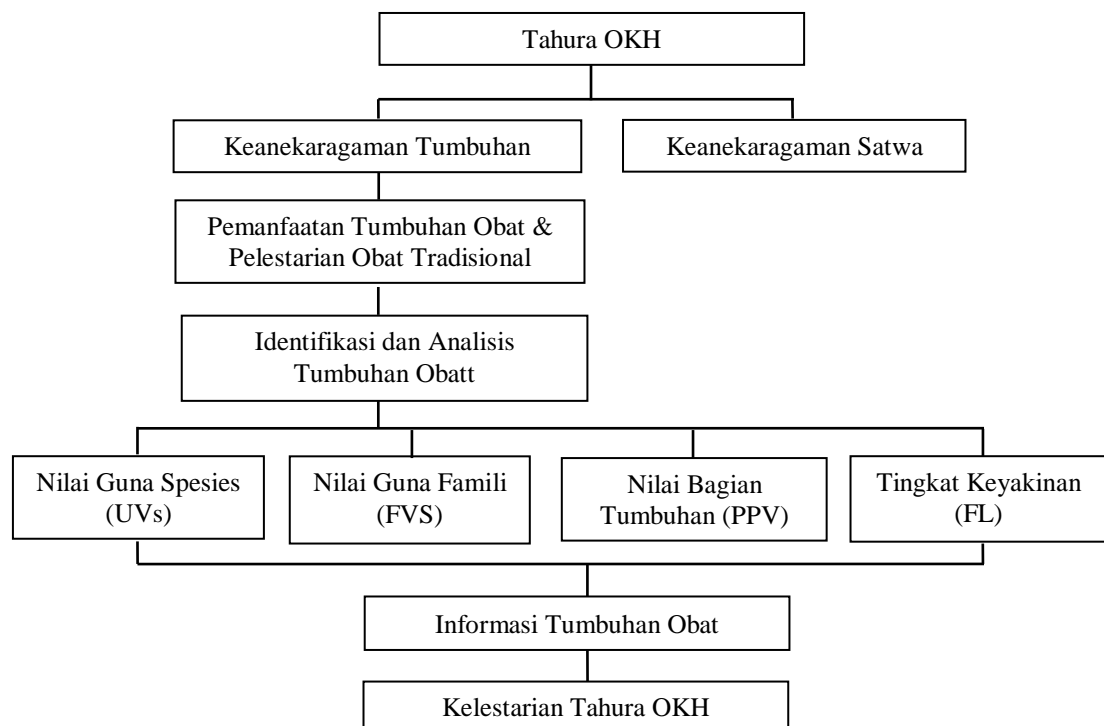 Tahura OKH
Keanekaragaman Tumbuhan
Keanekaragaman Satwa
Pemanfaatan Tumbuhan Obat &
Pelestarian Obat Tradisional
Identifikasi dan Analisis
Tumbuhan Obatt
Nilai Guna Spesies
(UVs)
Nilai Guna Famili
(FVS)
Nilai Bagian
Tumbuhan (PPV)
Tingkat Keyakinan
(FL)
Informasi Tumbuhan Obat
Kelestarian Tahura OKH